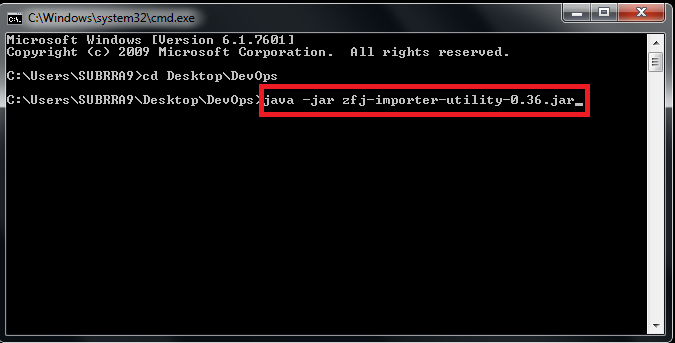 C:\Windows\system32\cmd.exe
Microsoft Windows [Version 6.1.7601]
Copyright (c) 2009 Microsoft Corporation.  All rights reserved.
C:\Users\SUBRRA9>cd Desktop\DevOps
C:\Users\SUBRRA9\Desktop\DevOps>java -jar zfj-importer-utility-0.36.jar_